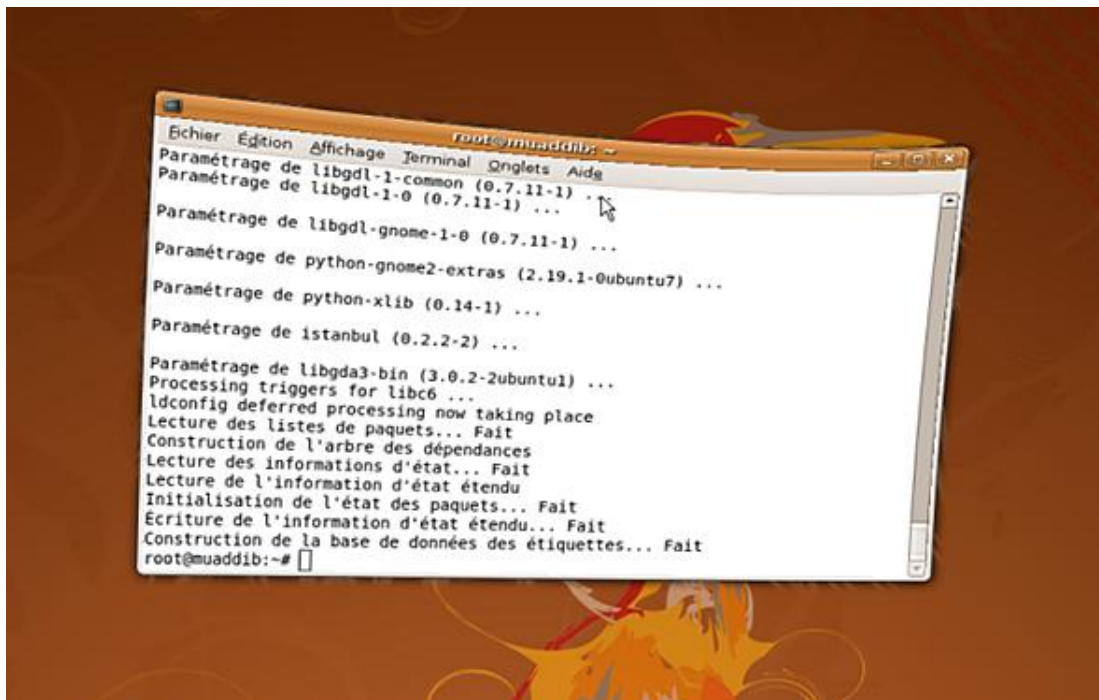 root@muaddib: ~
Fichier Édition Affichage Terminal Onglets Aide
Paramétrage de libgdl-1-common (0.7.11-1) ...
Paramétrage de libgdl-1-0 (0.7.11-1) ...
Paramétrage de libgdl-gnome-1-0 (0.7.11-1) ...
Paramétrage de python-gnome2-extras (2.19.1-0ubuntu7) ...
Paramétrage de python-xlib (0.14-1) ...
Paramétrage de istanbul (0.2.2-2) ...
Paramétrage de libgda3-bin (3.0.2-2ubuntu1) ...
Processing triggers for libc6 ...
ldconfig deferred processing now taking place
Lecture des listes de paquets... Fait
Construction de l'arbre des dépendances
Lecture des informations d'état... Fait
Lecture de l'information d'état étendu
Initialisation de l'état des paquets... Fait
Écriture de l'information d'état étendu... Fait
Construction de la base de données des étiquettes... Fait
root@muaddib:~#